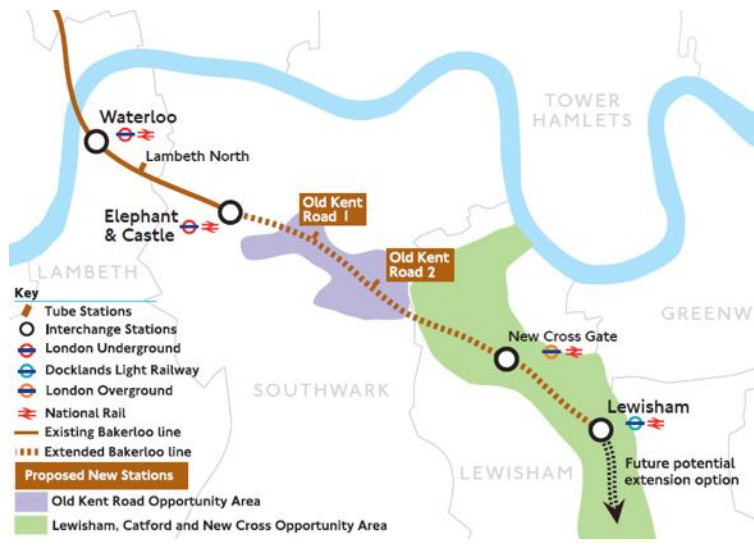 TOWER
HAMLETS
Waterloo
Lambeth North
Old Kent
Road 1
Elephant
& Castle
Old Kent
Road 2
LAMBETH
GREENW
Key
Tube Stations
Interchange Stations
London Underground
Docklands Light Railway
London Overground
National Rail
Existing Bakerloo line
Extended Bakerloo line
Proposed New Stations
Old Kent Road Opportunity Area
Lewisham, Catford and New Cross Opportunity Area
New Cross Gate
SOUTHWARK
Lewisham
LEWISHAM
Future potential
extension option